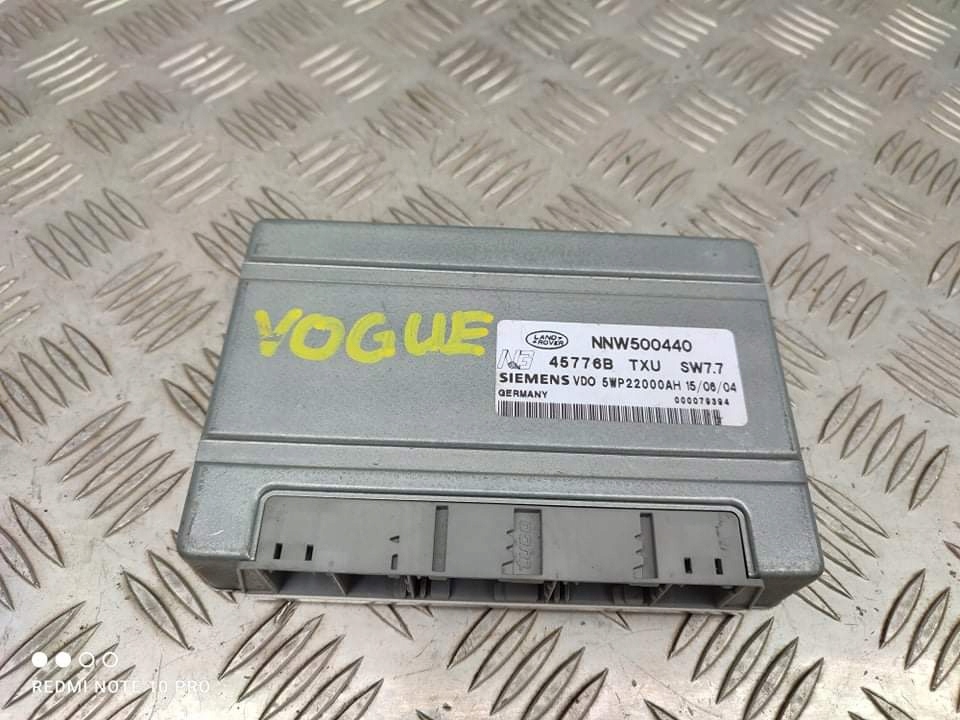 VOGUE
LAND ROVER
NNW500440
45776B TXU SW7.7
SIEMENS VDO 5WP22000AH 15/06/04
GERMANY 000079394
REDMI NOTE 10 PRO